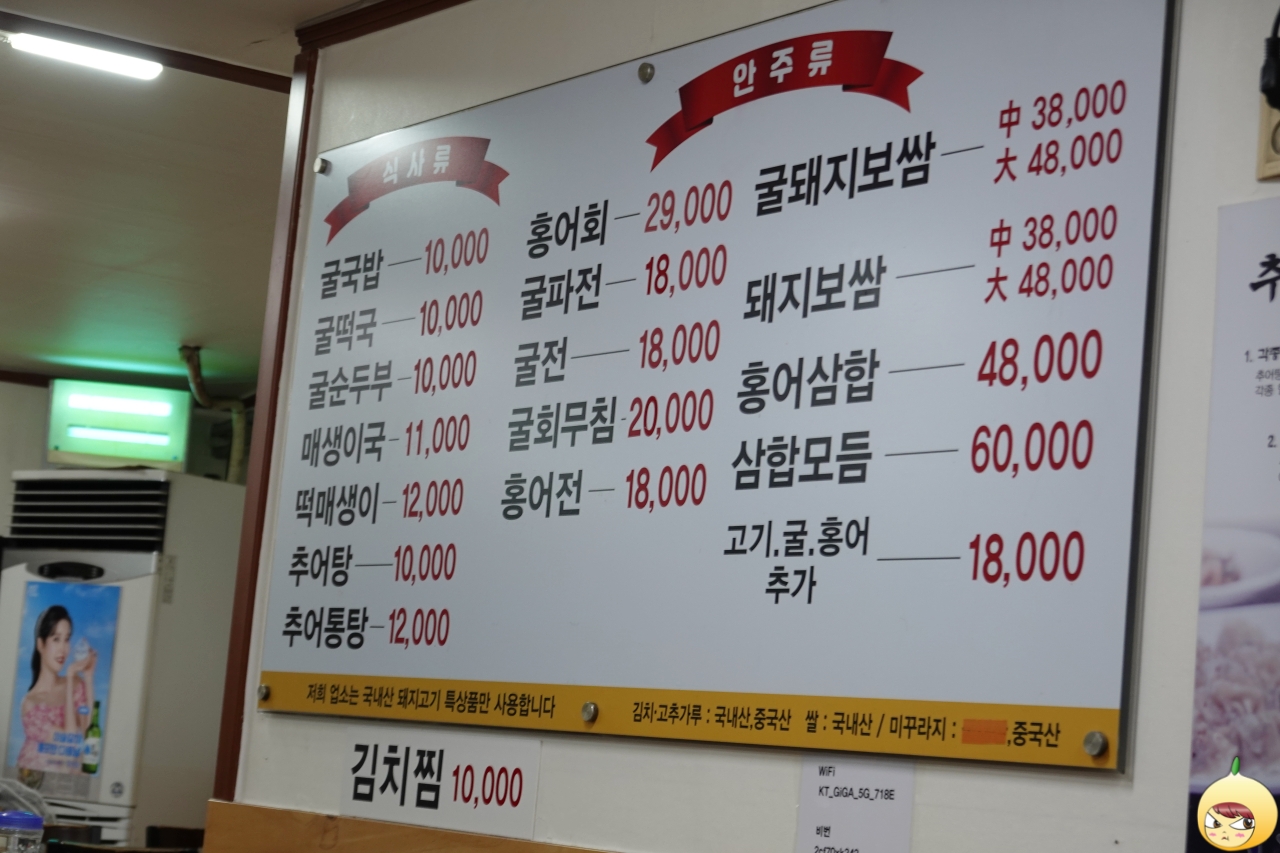 식사류
굴국밥 10,000
굴떡국 10,000
굴순두부 10,000
매생이국 11,000
떡매생이 12,000
추어탕 10,000
추어통탕 12,000
안주류
홍어회 29,000
굴파전 18,000
굴전 18,000
굴회무침 20,000
홍어전 18,000
굴돼지보쌈 中 38,000
大 48,000
돼지보쌈 中 38,000
大 48,000
홍어삼합 48,000
삼합모듬 60,000
고기.굴.홍어 추가 18,000
저희 업소는 국내산 돼지고기 특상품만 사용합니다
김치·고추가루 : 국내산,중국산 쌀 : 국내산 / 미꾸라지 : ,중국산
김치찜 10,000
WiFi
KT_GiGA_5G_718E
비번
추
1. 각종
2.